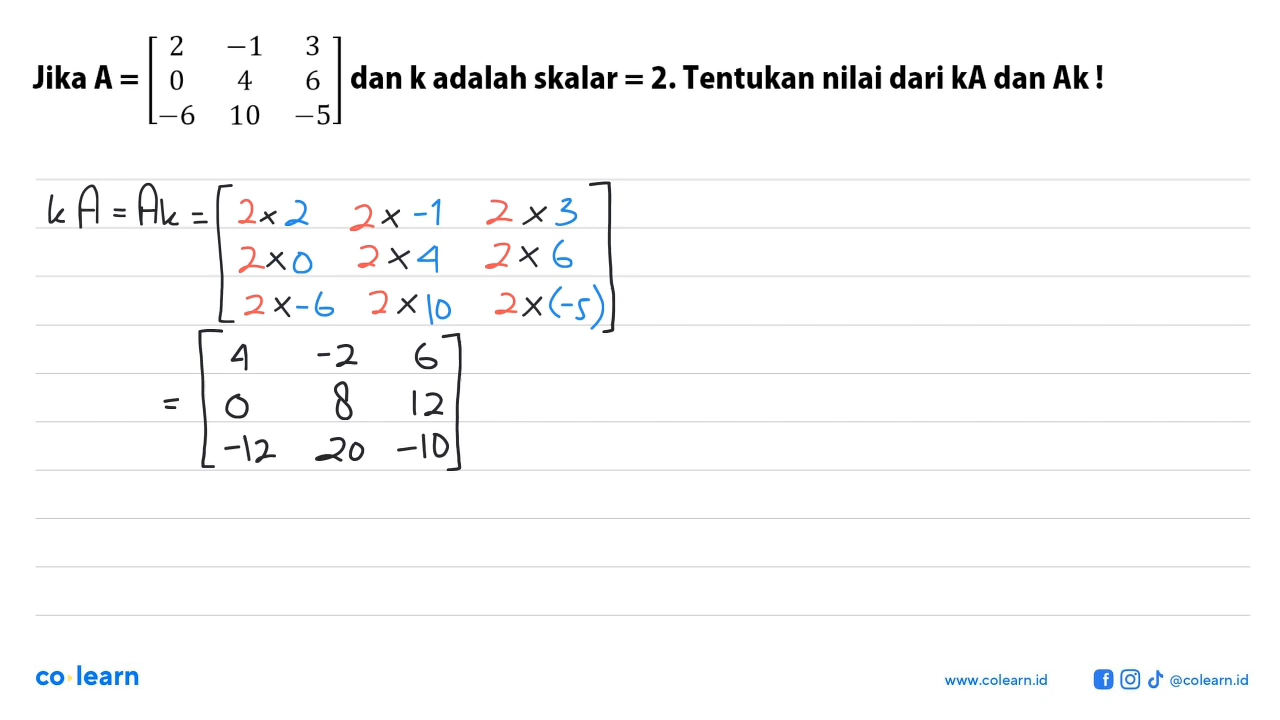 2 −1 3
Jika A = 0 4 6 dan k adalah skalar = 2. Tentukan nilai dari kA dan Ak !
−6 10 −5
kA = Ak = [2 × 2 2 × -1 2 × 3
2 × 0 2 × 4 2 × 6
2 × -6 2 × 10 2 × (-5)]
[4 -2 6
= 0 8 12
-12 20 -10]
co·learn
www.colearn.id @colearn.id